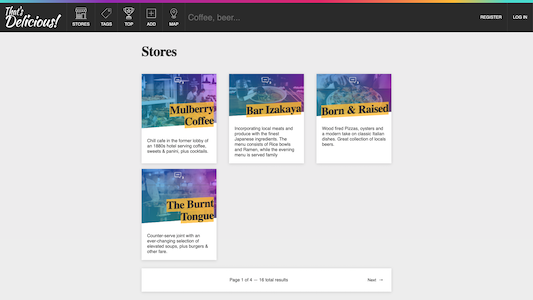 That's
Delicious!
STORES
TAGS
TOP
ADD
MAP
Coffee, beer...
REGISTER
LOG IN
Stores
Mulberry
Coffee
Chill cafe in the former lobby of
an 1880s hotel serving coffee,
sweets & panini, plus cocktails.
Bar Izakaya
Incorporating local meats and
produce with the finest
Japanese ingredients. The
menu consists of Rice bowls
and Ramen, while the evening
menu is served family
Born & Raised
Wood fired Pizzas, oysters and
a modern take on classic Italian
dishes. Great collection of locals
beers.
The Burnt
Tongue
Counter-serve joint with an
ever-changing selection of
elevated soups, plus burgers &
other fare.
Page 1 of 4 — 16 total results
Next →